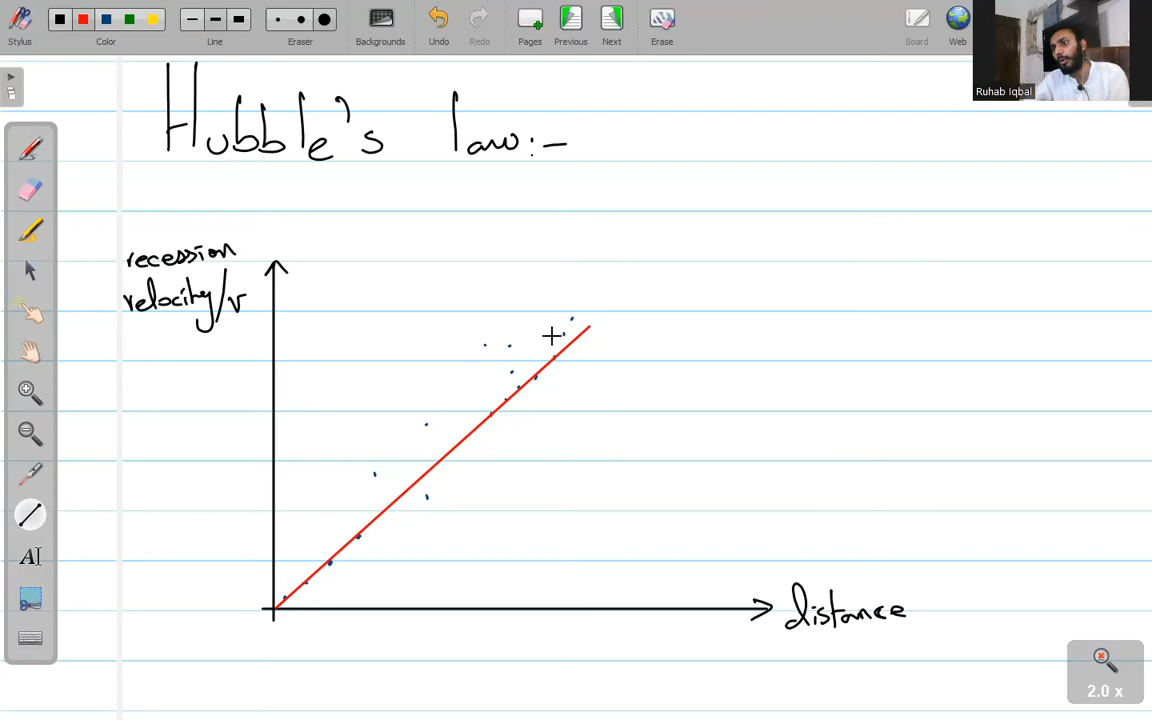 Stylus Color Line Eraser Backgrounds Undo Redo Pages Previous Next Erase Board Web
Ruhab Iqbal
Hubble's law:-
recession
velocity/v
distance
AI
2.0 x